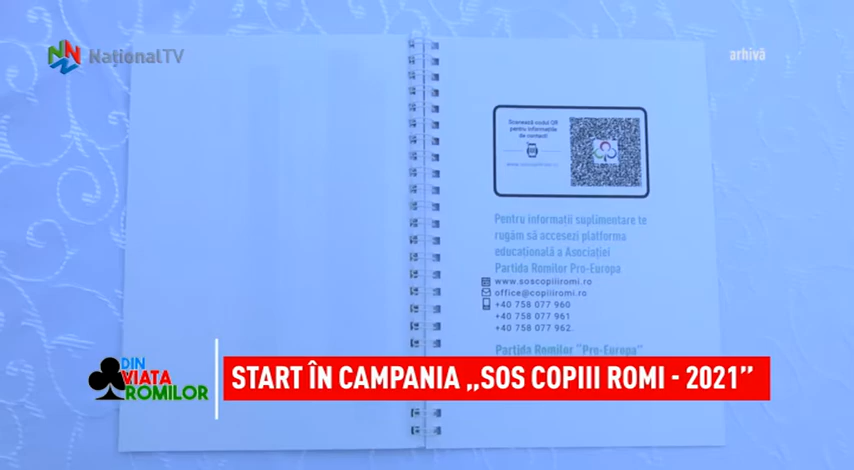 NaționalTV
arhivă
Scanează codul QR
pentru informațiile
de contact
Pentru informații suplimentare te
rugăm să accesezi platforma
educațională a Asociației
Partida Romilor Pro-Europa
www.soscopiiiromi.ro
office@copiiiromi.ro
+40 758 077 960
+40 758 077 961
+40 758 077 962.
Partida Romilor "Pro-Europa"
DIN
VIAȚA
ROMILOR
START ÎN CAMPANIA „SOS COPIII ROMI - 2021”